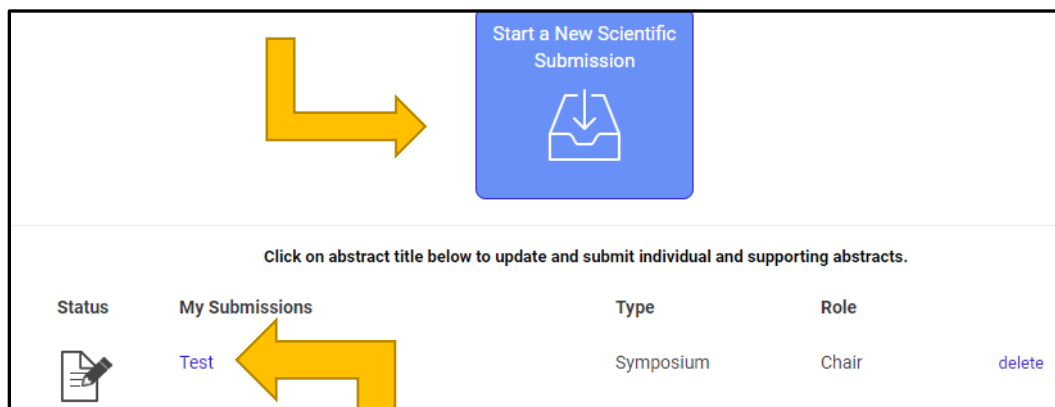 Start a New Scientific
Submission
Click on abstract title below to update and submit individual and supporting abstracts.
Status My Submissions Type Role
Test Symposium Chair delete